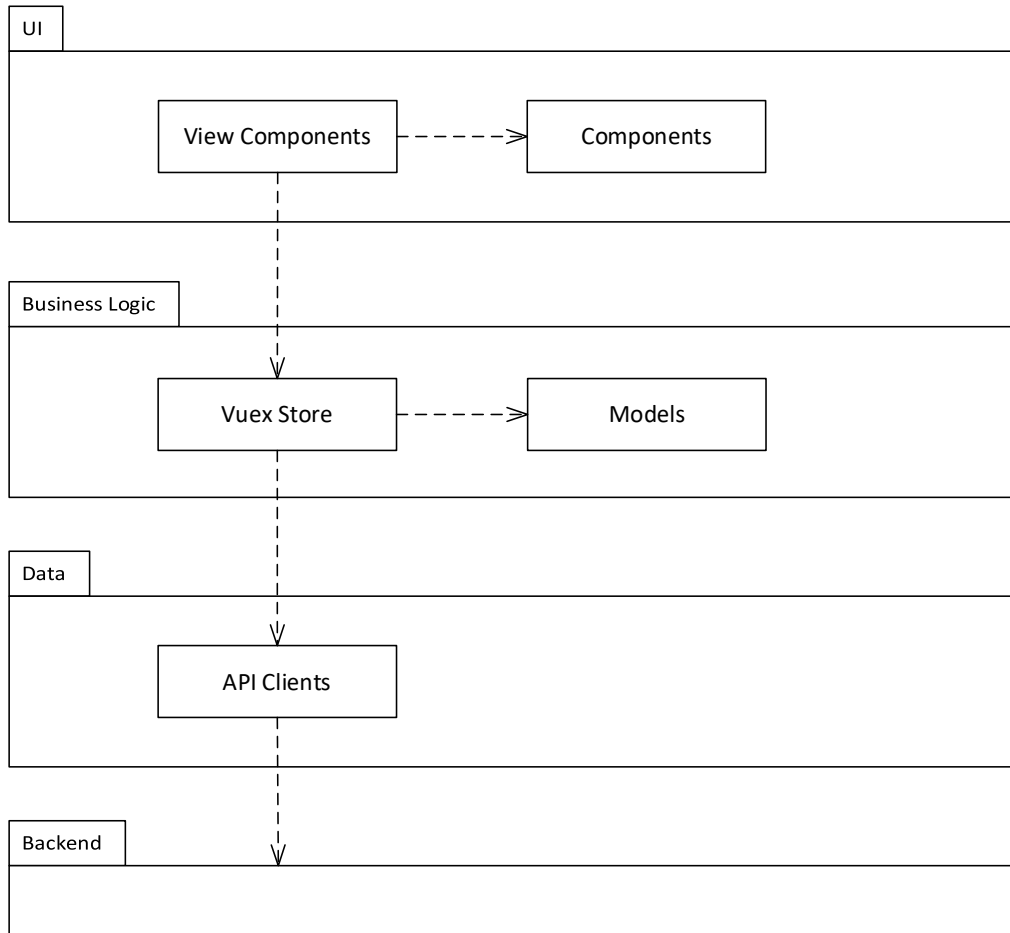 UI
View Components
Components
Business Logic
Vuex Store
Models
Data
API Clients
Backend